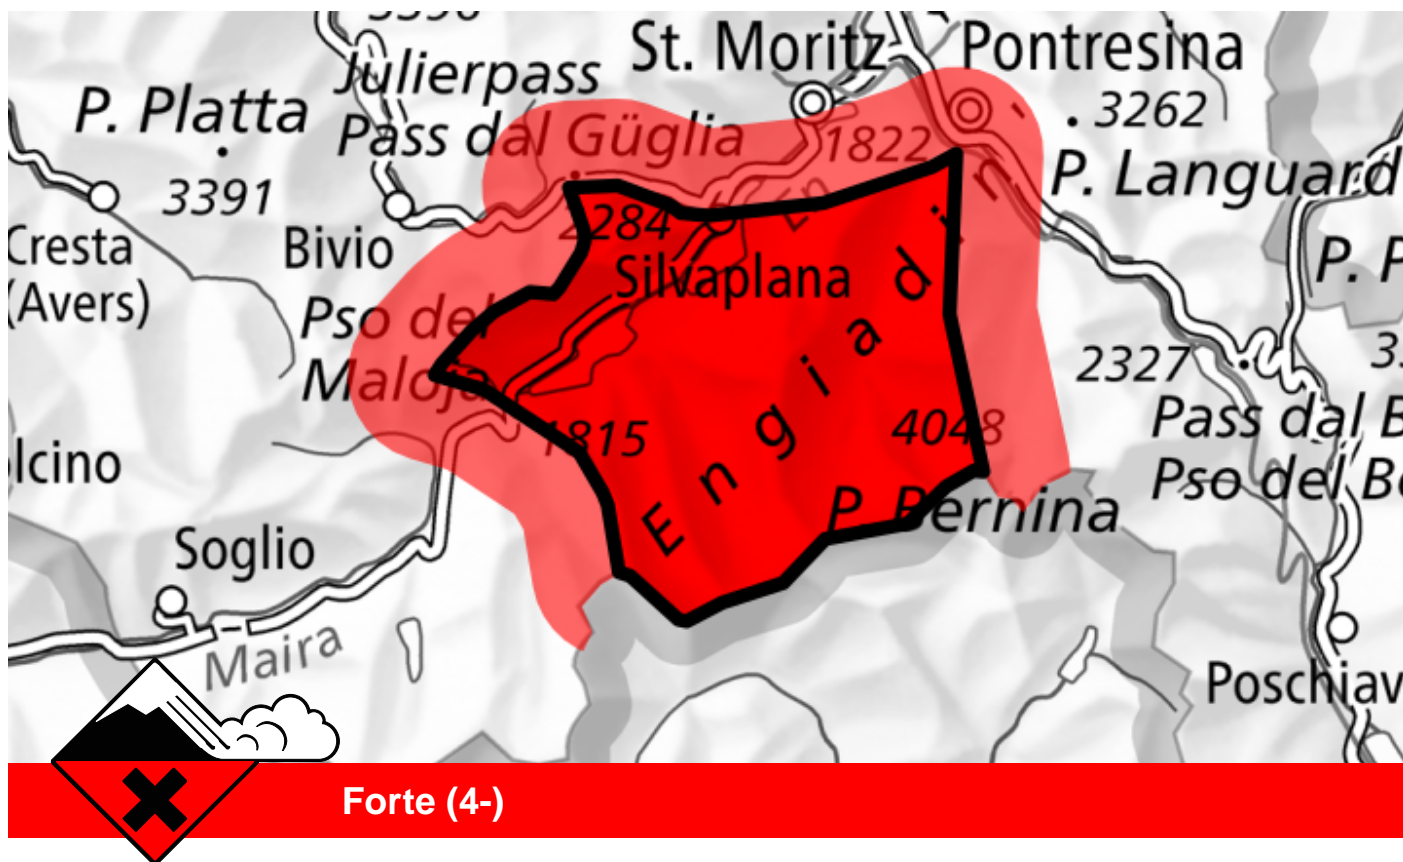 St. Moritz
Pontresina
Julierpass
P. Platta
3262
Pass dal Güglia
1822
P. Languard
3391
En
2284
Cresta
Bivio
Silvaplana
(Avers)
Pso del
Maloja
2327
1815
4048
Pass dal B
Pso del Be
lcino
Engiadin
P. Bernina
Soglio
Maira
Poschiav
Forte (4-)